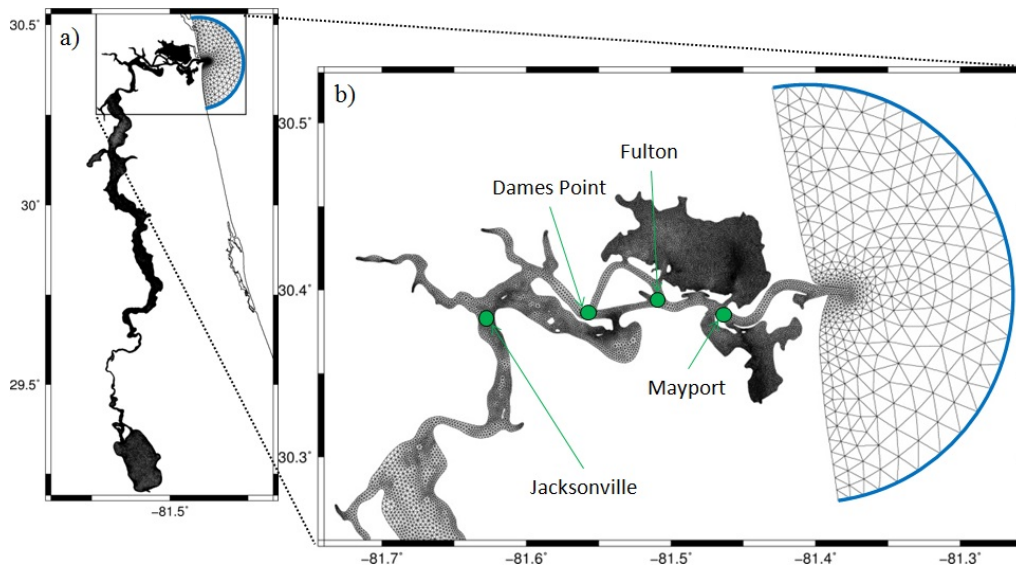 a)
30.5°
30°
29.5°
−81.5°
b)
30.5°
30.4°
30.3°
Fulton
Dames Point
Mayport
Jacksonville
−81.7°
−81.6°
−81.5°
−81.4°
−81.3°